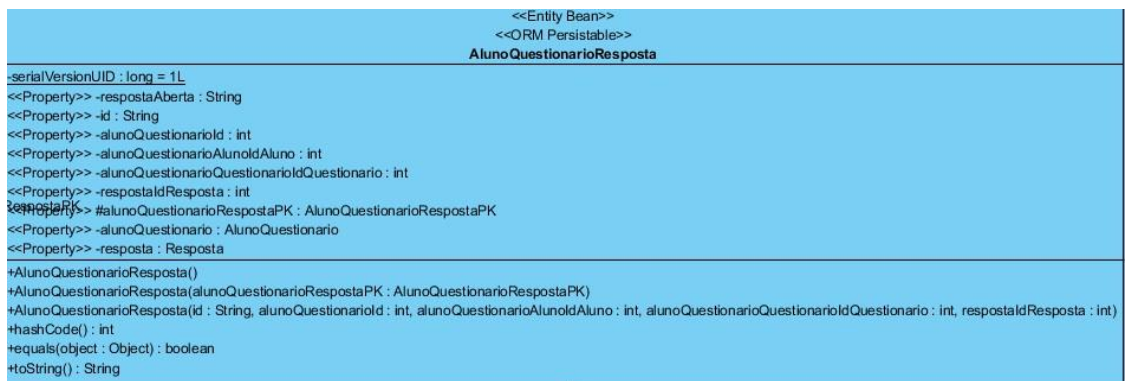 <<Entity Bean>>
<<ORM Persistable>>
AlunoQuestionarioResposta
-serialVersionUID : long = 1L
<<Property>> -respostaAberta : String
<<Property>> -id : String
<<Property>> -alunoQuestionarioId : int
<<Property>> -alunoQuestionarioAlunoIdAluno : int
<<Property>> -alunoQuestionarioQuestionarioIdQuestionario : int
<<Property>> -respostaIdResposta : int
RespostaPK
<<Property>> #alunoQuestionarioRespostaPK : AlunoQuestionarioRespostaPK
<<Property>> -alunoQuestionario : AlunoQuestionario
<<Property>> -resposta : Resposta
+AlunoQuestionarioResposta()
+AlunoQuestionarioResposta(alunoQuestionarioRespostaPK : AlunoQuestionarioRespostaPK)
+AlunoQuestionarioResposta(id : String, alunoQuestionarioId : int, alunoQuestionarioAlunoIdAluno : int, alunoQuestionarioQuestionarioIdQuestionario : int, respostaIdResposta : int)
+hashCode() : int
+equals(object : Object) : boolean
+toString() : String